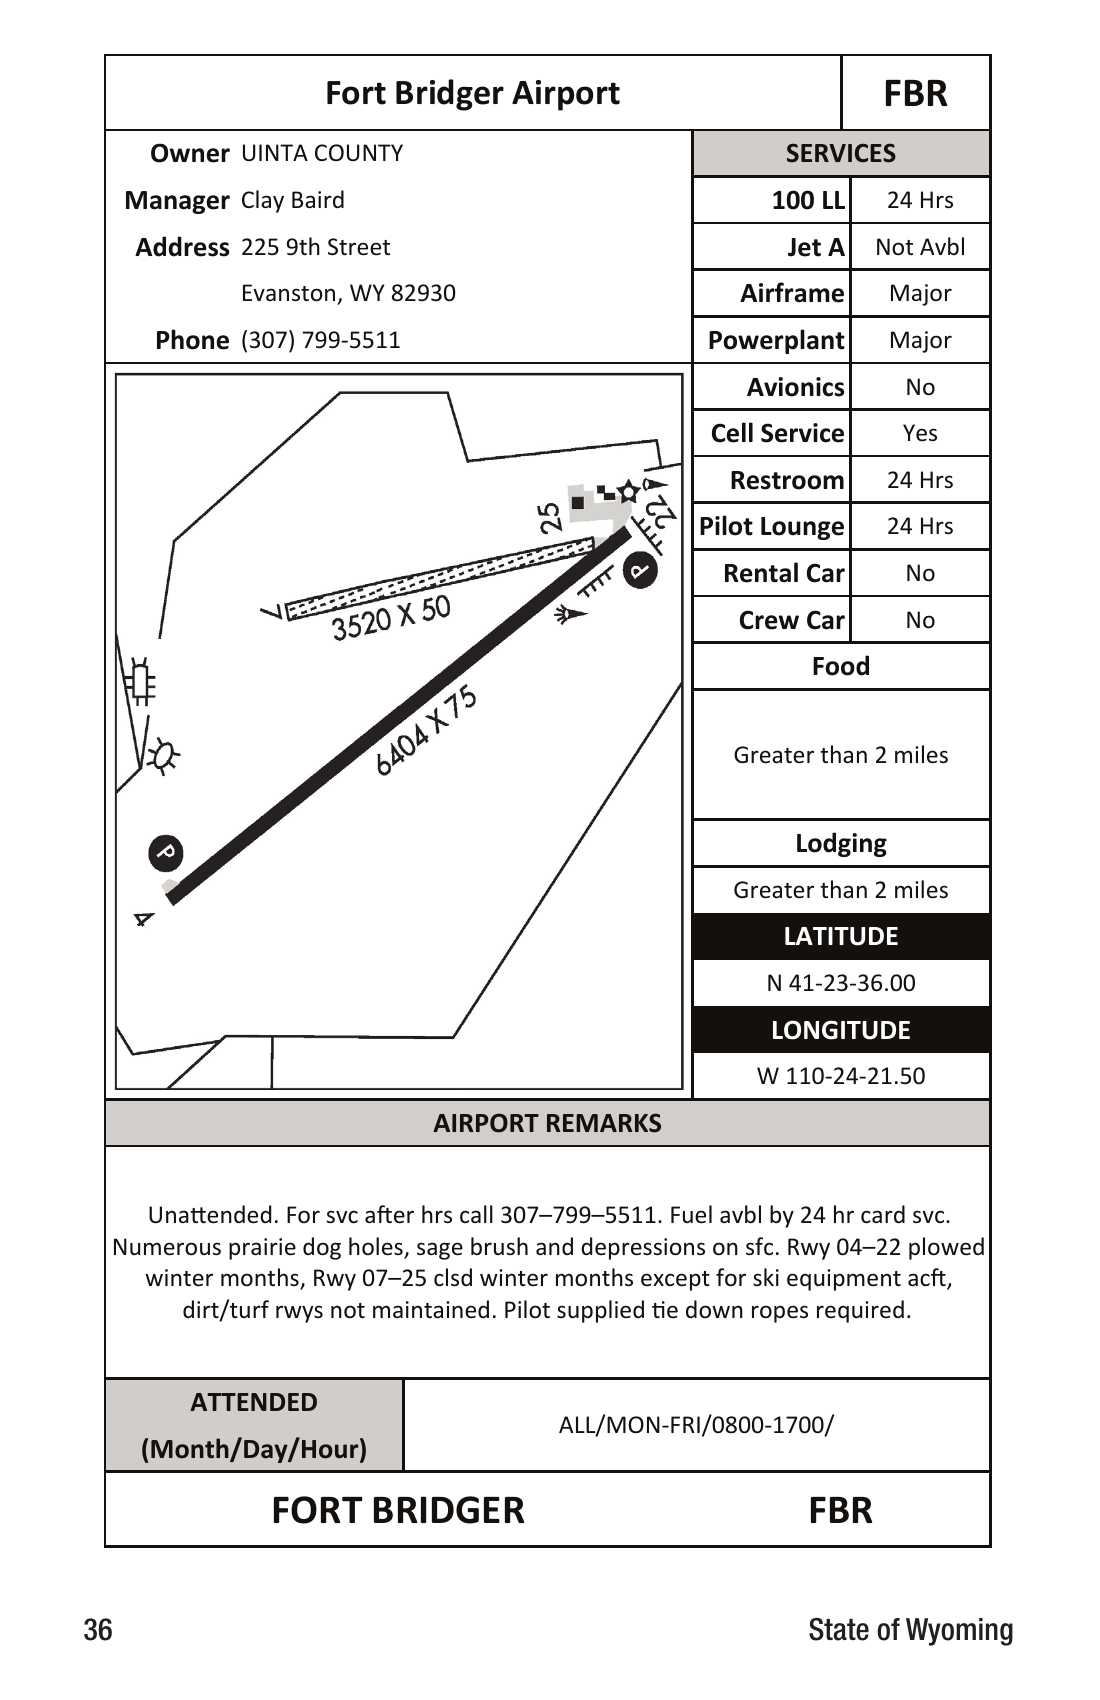 Fort Bridger Airport FBR
Owner UINTA COUNTY
Manager Clay Baird
Address 225 9th Street
Evanston, WY 82930
Phone (307) 799-5511
SERVICES
100 LL 24 Hrs
Jet A Not Avbl
Airframe Major
Powerplant Major
Avionics No
Cell Service Yes
Restroom 24 Hrs
Pilot Lounge 24 Hrs
Rental Car No
Crew Car No
Food
Greater than 2 miles
Lodging
Greater than 2 miles
LATITUDE
N 41-23-36.00
LONGITUDE
W 110-24-21.50
25
22
P
7
3520 X 50
6404 X 75
P
4
AIRPORT REMARKS
Unattended. For svc after hrs call 307–799–5511. Fuel avbl by 24 hr card svc.
Numerous prairie dog holes, sage brush and depressions on sfc. Rwy 04–22 plowed
winter months, Rwy 07–25 clsd winter months except for ski equipment acft,
dirt/turf rwys not maintained. Pilot supplied tie down ropes required.
ATTENDED
(Month/Day/Hour)
ALL/MON-FRI/0800-1700/
FORT BRIDGER FBR
36 State of Wyoming